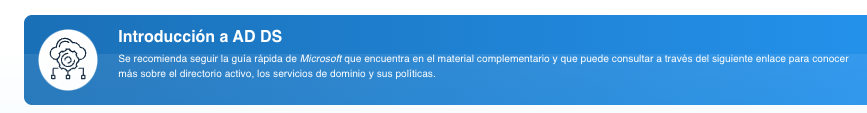 Introducción a AD DS
Se recomienda seguir la guía rápida de Microsoft que encuentra en el material complementario y que puede consultar a través del siguiente enlace para conocer
más sobre el directorio activo, los servicios de dominio y sus políticas.